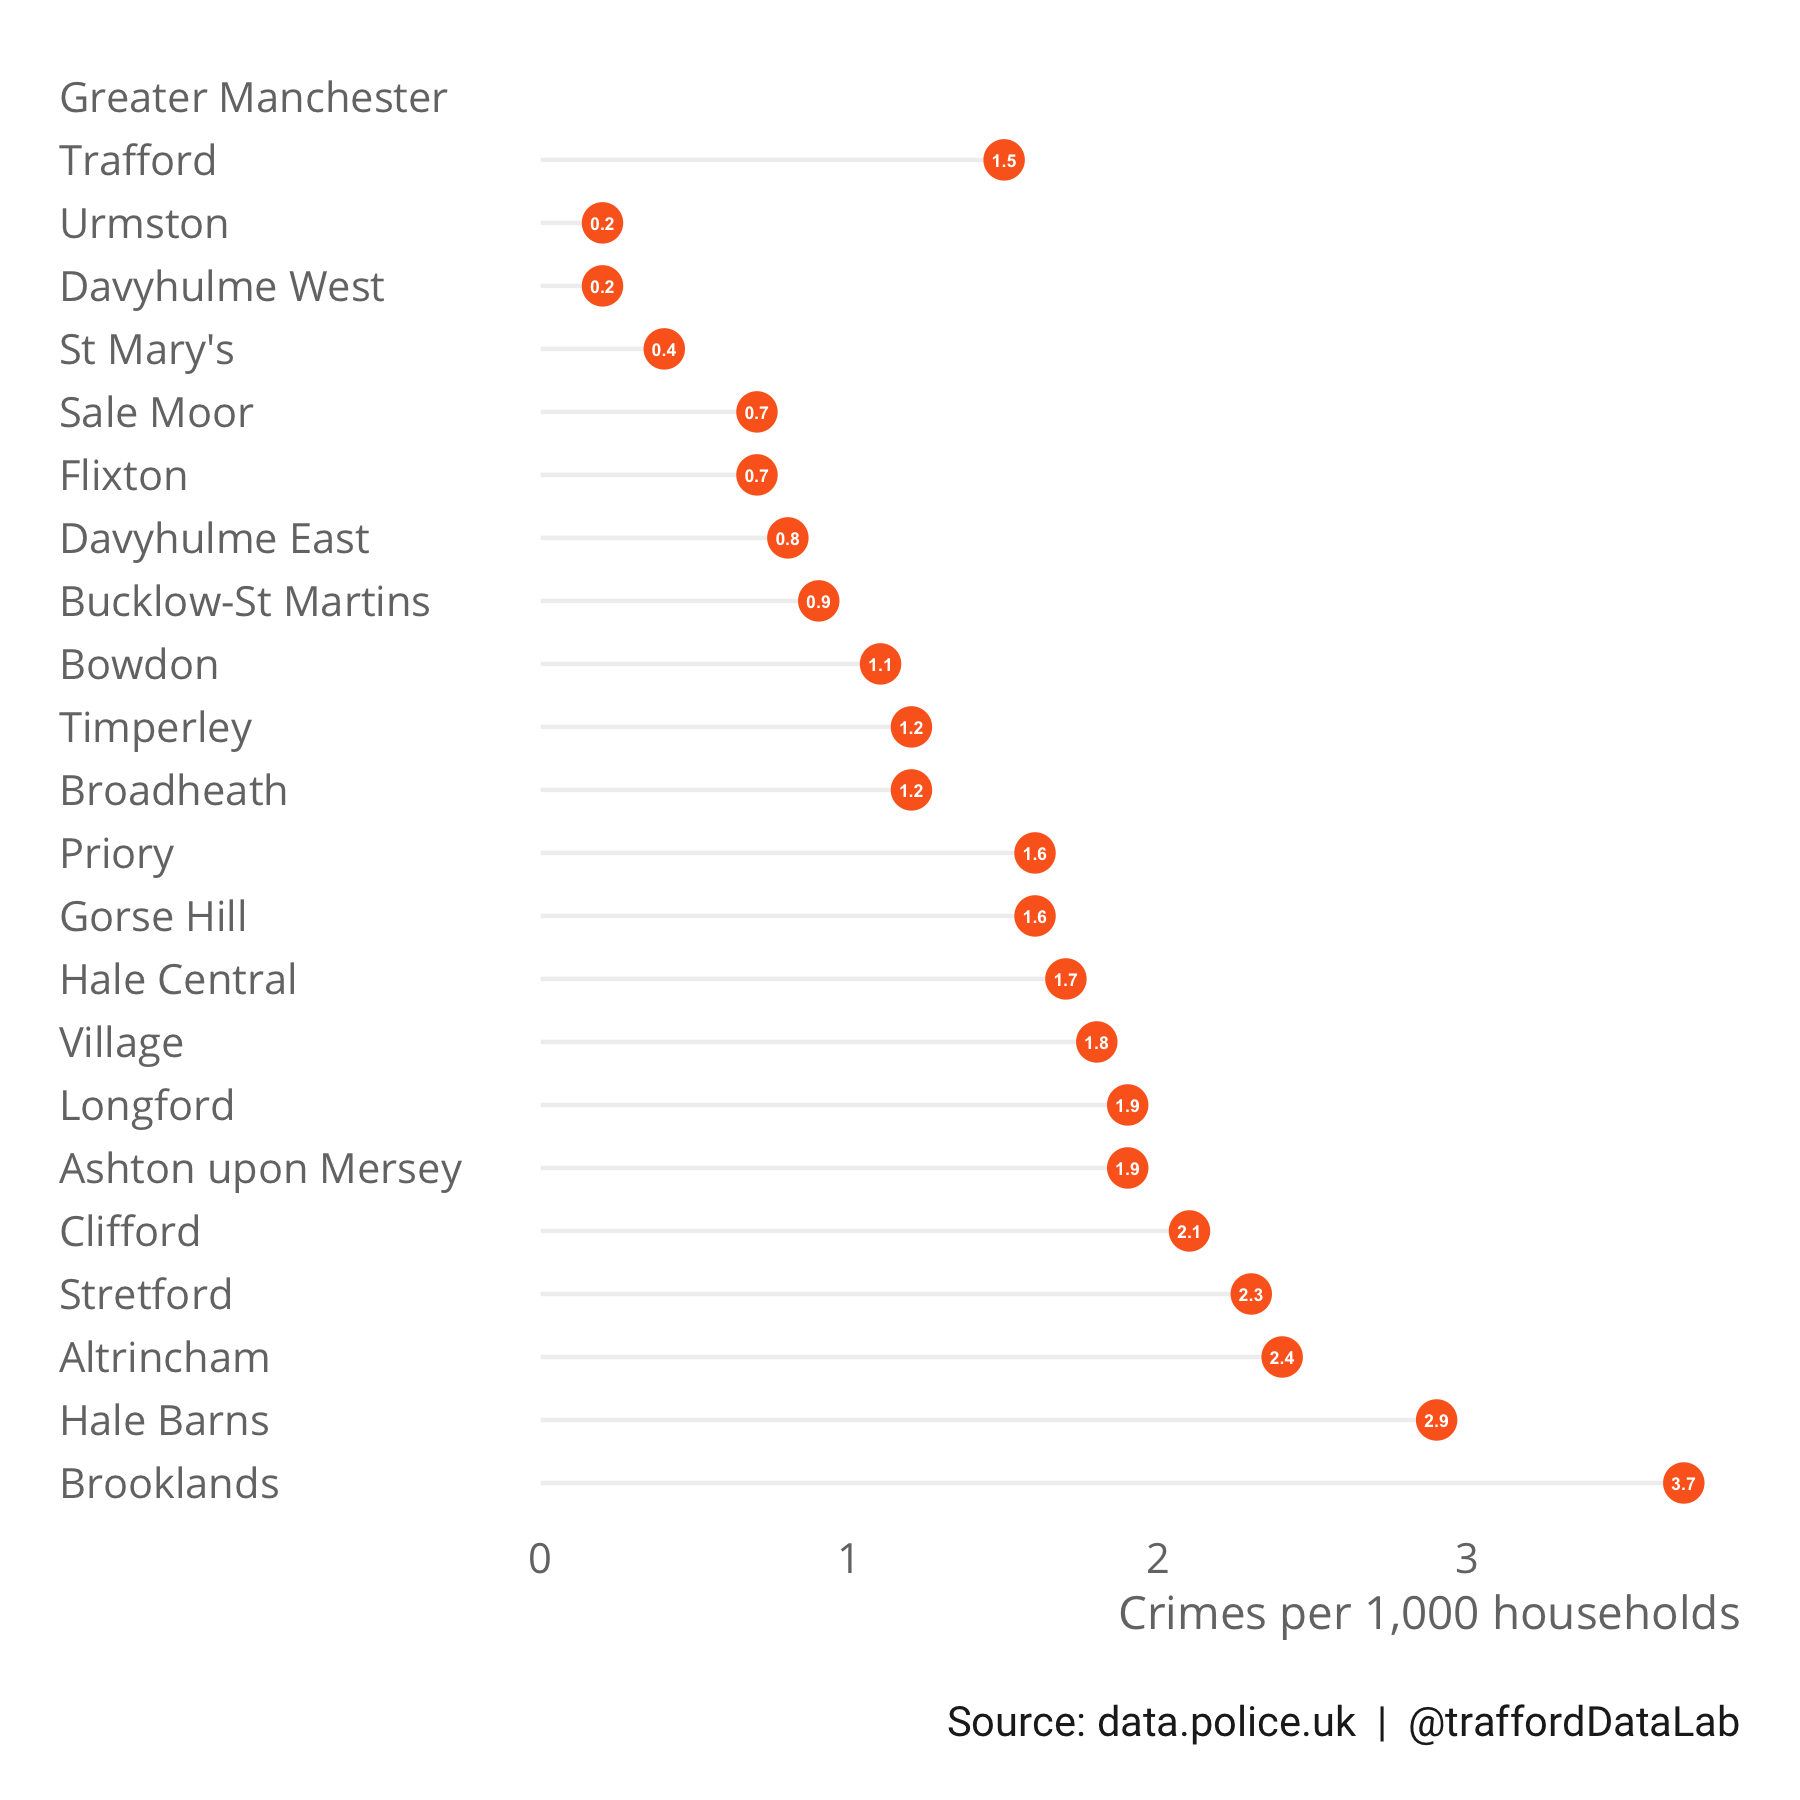 Greater Manchester
Trafford 1.5
Urmston 0.2
Davyhulme West 0.2
St Mary's 0.4
Sale Moor 0.7
Flixton 0.7
Davyhulme East 0.8
Bucklow-St Martins 0.9
Bowdon 1.1
Timperley 1.2
Broadheath 1.2
Priory 1.6
Gorse Hill 1.6
Hale Central 1.7
Village 1.8
Longford 1.9
Ashton upon Mersey 1.9
Clifford 2.1
Stretford 2.3
Altrincham 2.4
Hale Barns 2.9
Brooklands 3.7
0 1 2 3
Crimes per 1,000 households
Source: data.police.uk | @traffordDataLab